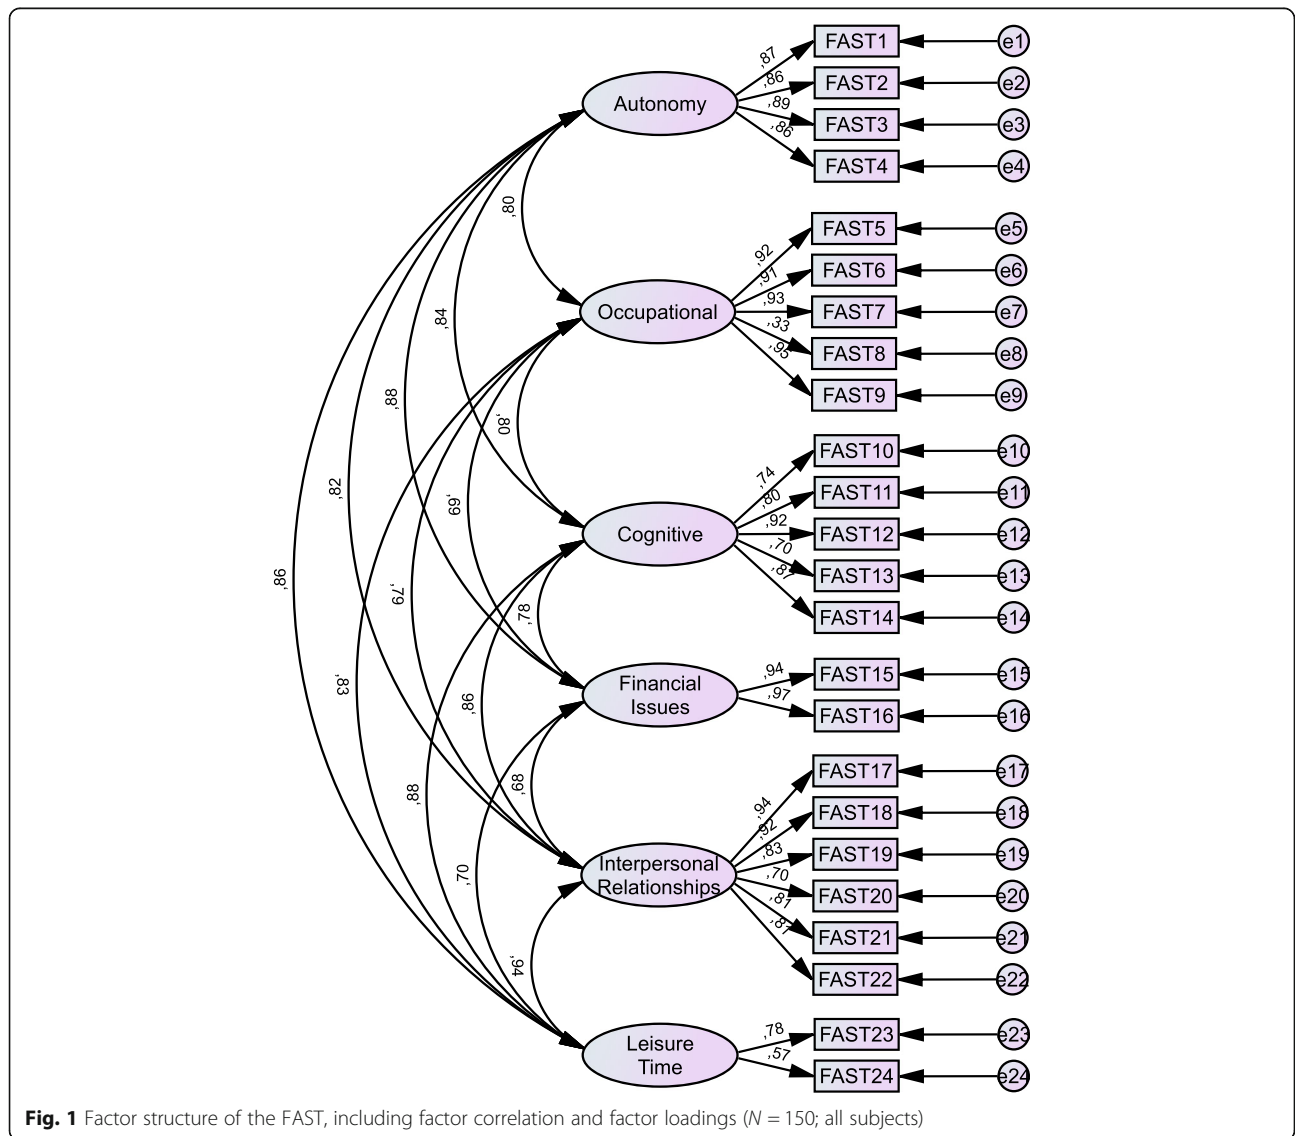 ,87
FAST1
e1
,86
FAST2
e2
Autonomy
,89
FAST3
e3
,86
FAST4
e4
,80
,92
FAST5
e5
,91
FAST6
e6
Occupational
,93
FAST7
e7
,33
FAST8
e8
,95
FAST9
e9
,84
,88
,80
,74
FAST10
e10
,80
FAST11
e11
,82
,69
Cognitive
,92
FAST12
e12
,70
FAST13
e13
,87
FAST14
e14
,86
,79
,78
Financial
Issues
,94
FAST15
e15
,97
FAST16
e16
,83
,86
,94
FAST17
e17
,92
FAST18
e18
,88
,68
Interpersonal
Relationships
,83
FAST19
e19
,70
FAST20
e20
,81
FAST21
e21
FAST22
e22
,70
,94
Leisure
Time
,78
FAST23
e23
,57
FAST24
e24
Fig. 1 Factor structure of the FAST, including factor correlation and factor loadings (N = 150; all subjects)